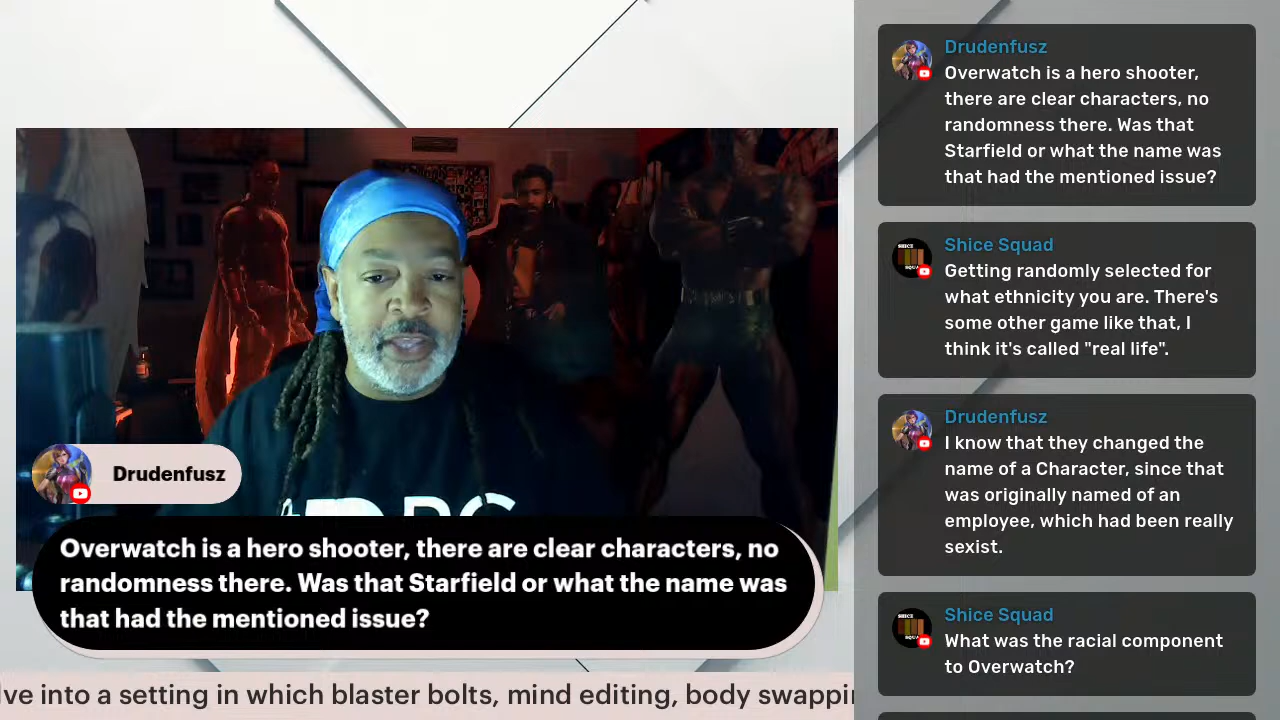 Drudenfusz
Overwatch is a hero shooter, there are clear characters, no
randomness there. Was that Starfield or what the name was
that had the mentioned issue?
lve into a setting in which blaster bolts, mind editing, body swappin
Drudenfusz
Overwatch is a hero shooter,
there are clear characters, no
randomness there. Was that
Starfield or what the name was
that had the mentioned issue?
Shice Squad
Getting randomly selected for
what ethnicity you are. There's
some other game like that, I
think it's called "real life".
Drudenfusz
I know that they changed the
name of a Character, since that
was originally named of an
employee, which had been really
sexist.
Shice Squad
What was the racial component
to Overwatch?